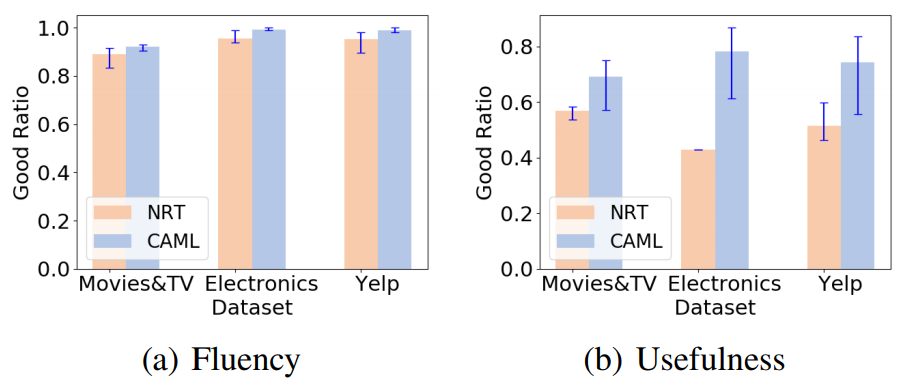 1.0
0.8
0.6
0.4
0.2
0.0
Good Ratio
NRT
CAML
Movies&TV Electronics Yelp
Dataset
(a) Fluency
0.8
0.6
0.4
0.2
0.0
Good Ratio
NRT
CAML
Movies&TV Electronics Yelp
Dataset
(b) Usefulness